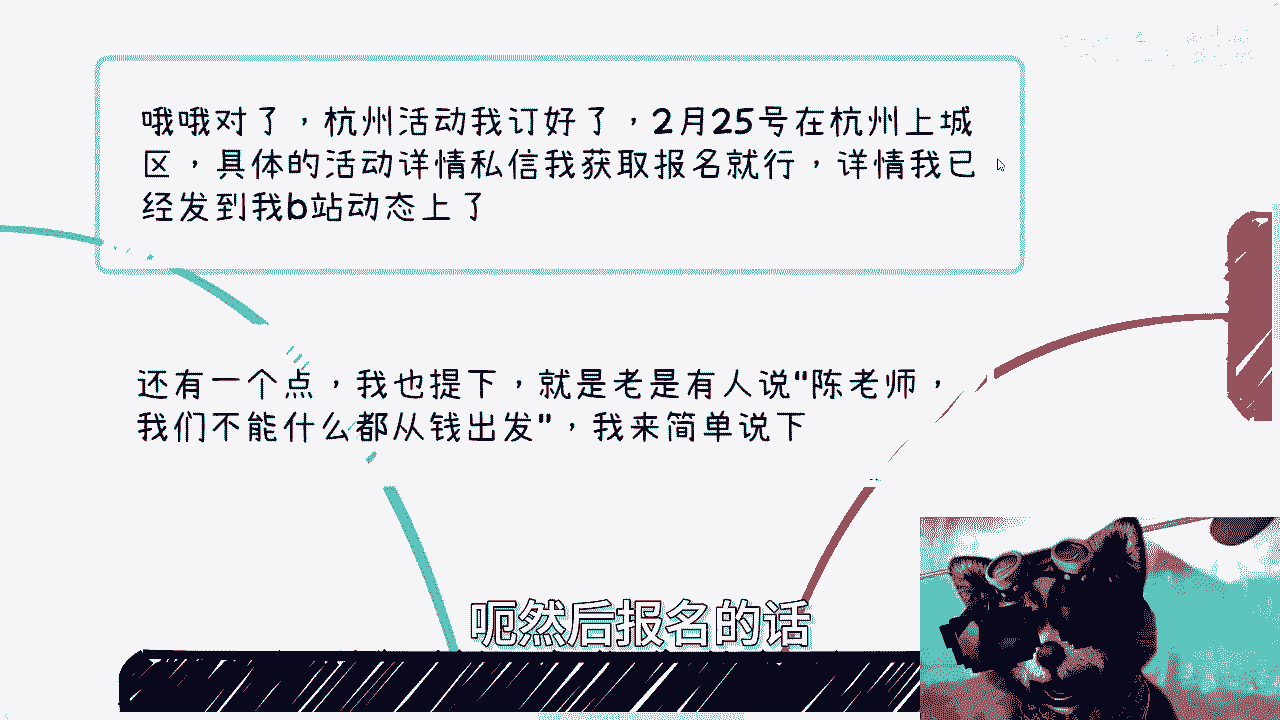 哦哦对了，杭州活动我订好了，2月25号在杭州上城
区，具体的活动详情私信我获取报名就行，详情我已
经发到我b站动态上了
还有一个点，我也提下，就是老是有人说"陈老师，
我们不能什么都从钱出发"，我来简单说下
呃然后报名的话